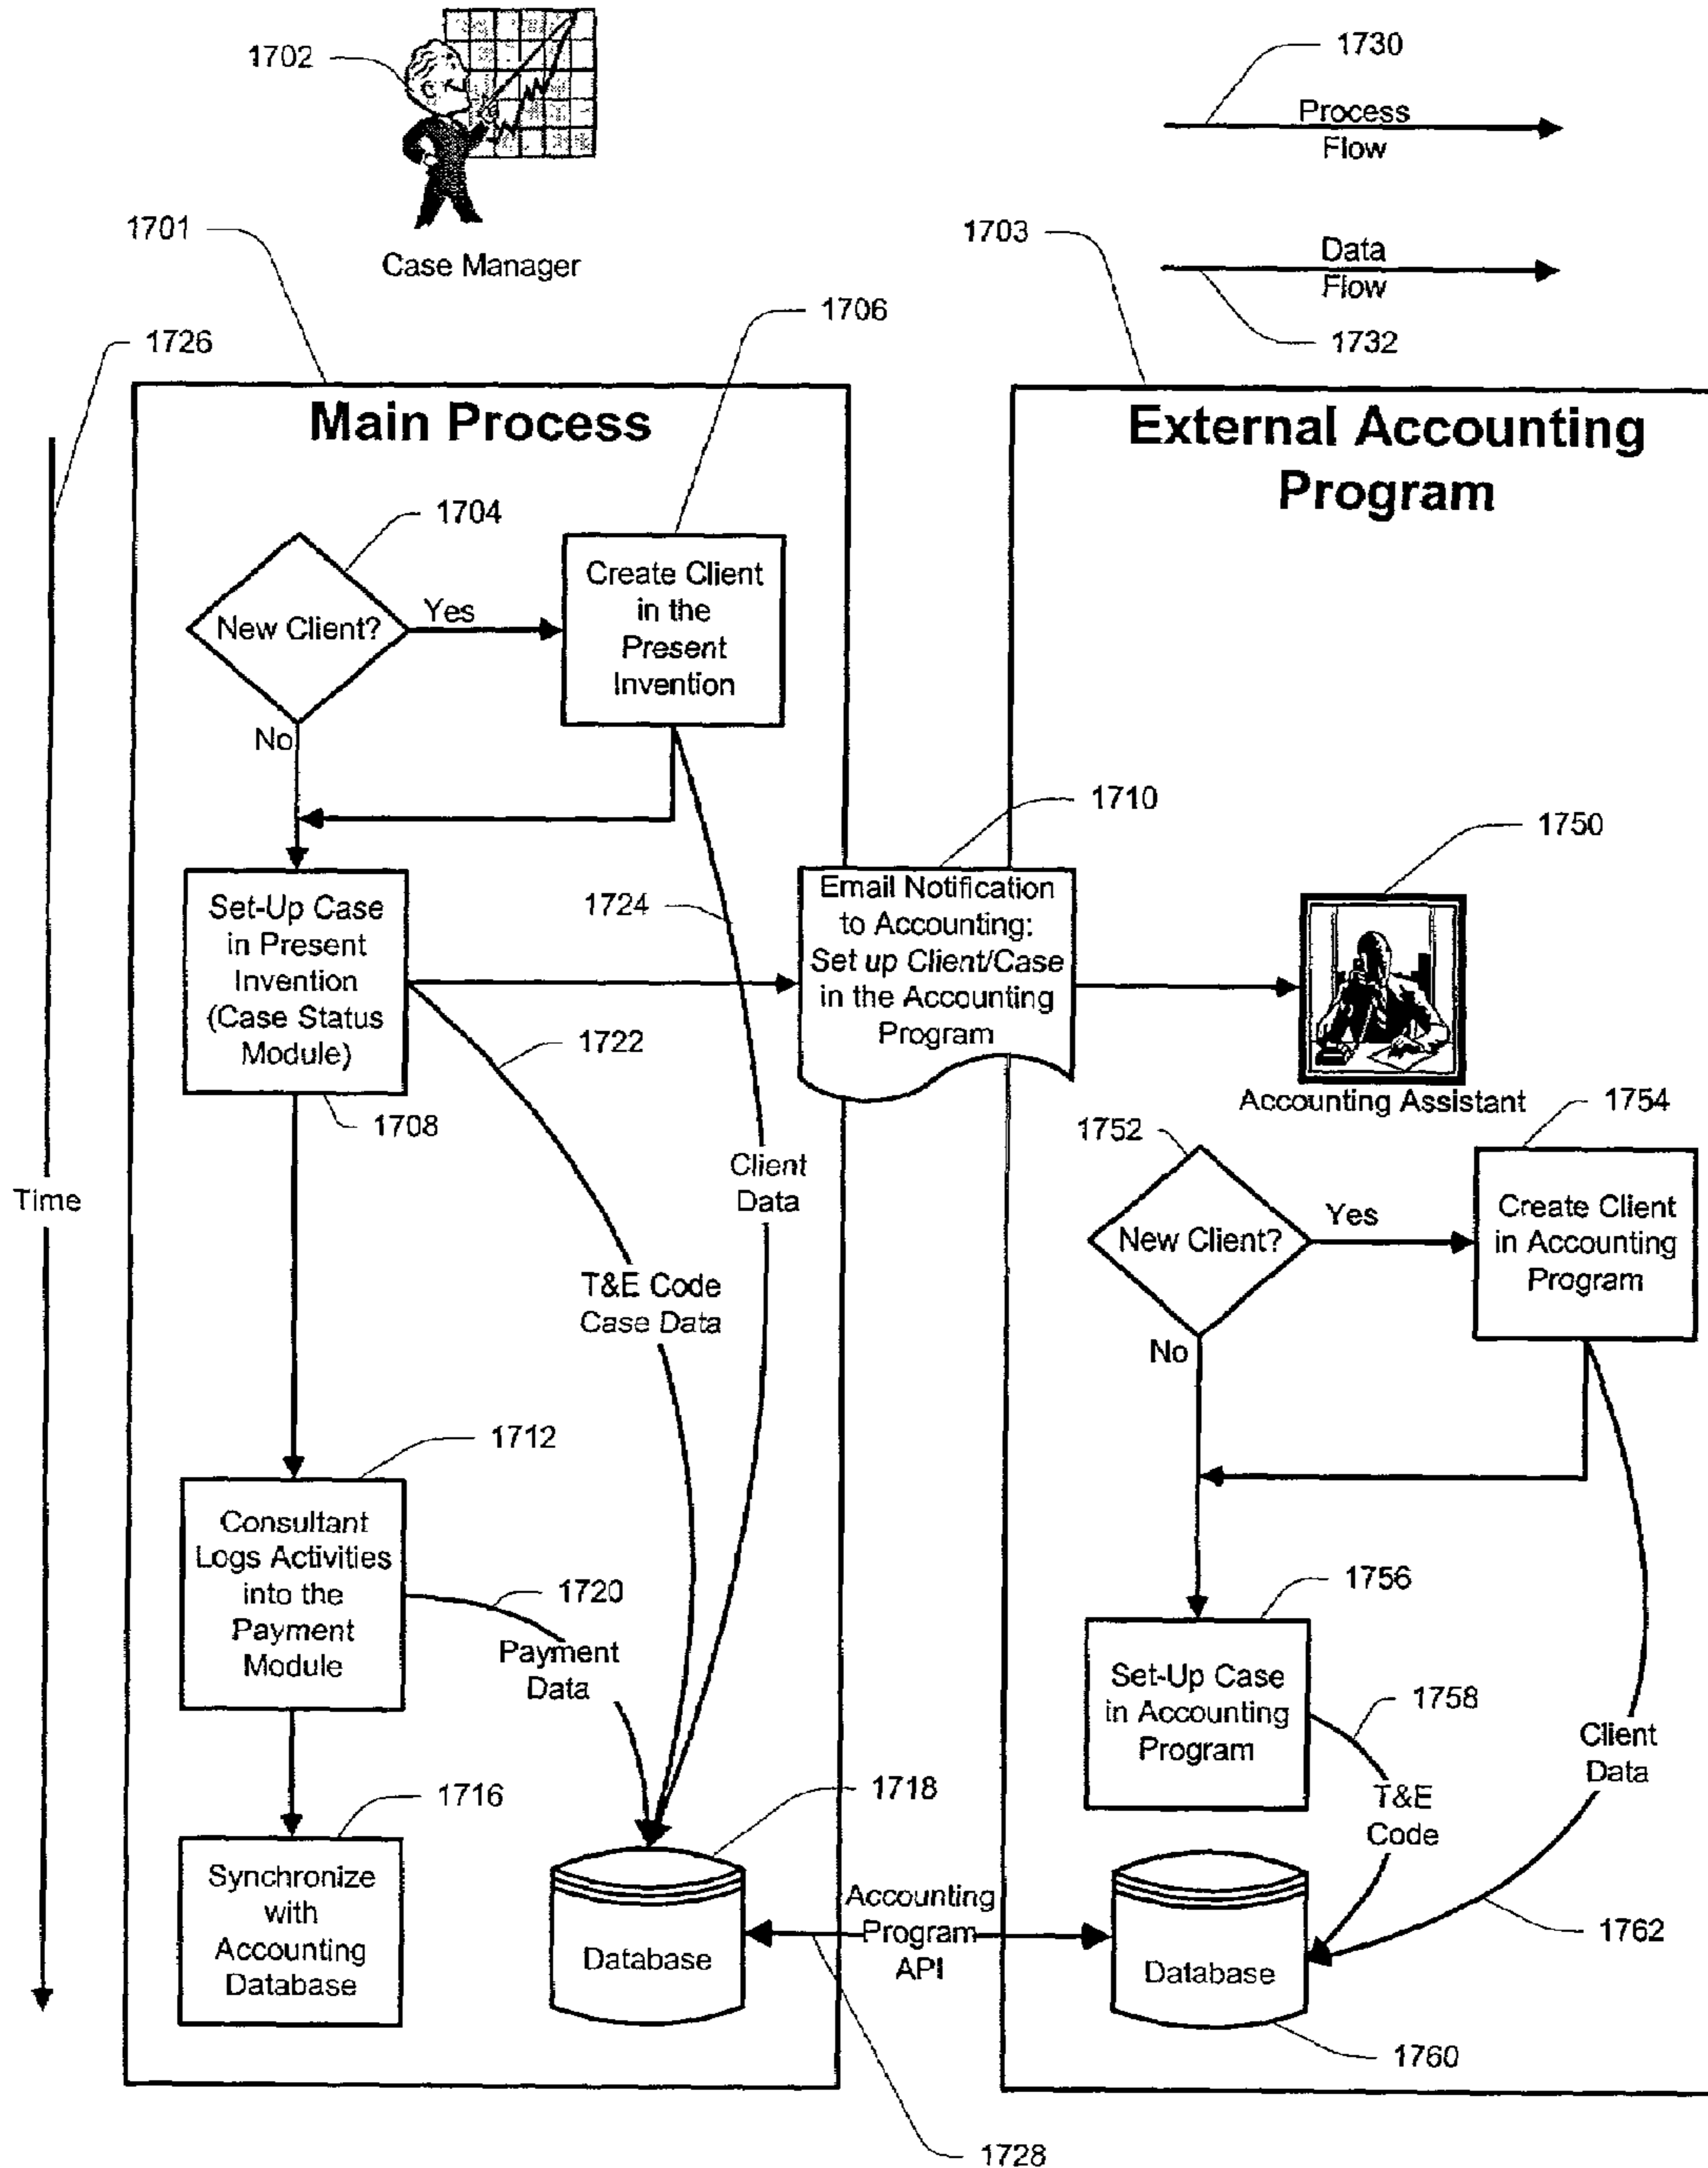 1702
Case Manager
1730
Process
Flow
Data
Flow
1732
1701
1703
1726
1706
Main Process
External Accounting
Program
1704
New Client?
Yes
No
Create Client
in the
Present
Invention
1710
1750
Set-Up Case
in Present
Invention
(Case Status
Module)
1708
1724
1722
Email Notification
to Accounting:
Set up Client/Case
in the Accounting
Program
Accounting Assistant
1754
1752
Client
Data
Time
T&E Code
Case Data
New Client?
Yes
No
Create Client
in Accounting
Program
1712
Consultant
Logs Activities
into the
Payment
Module
1720
Payment
Data
1756
Set-Up Case
in Accounting
Program
1758
T&E
Code
Client
Data
1716
Synchronize
with
Accounting
Database
1718
Database
Accounting
Program
API
Database
1762
1760
1728